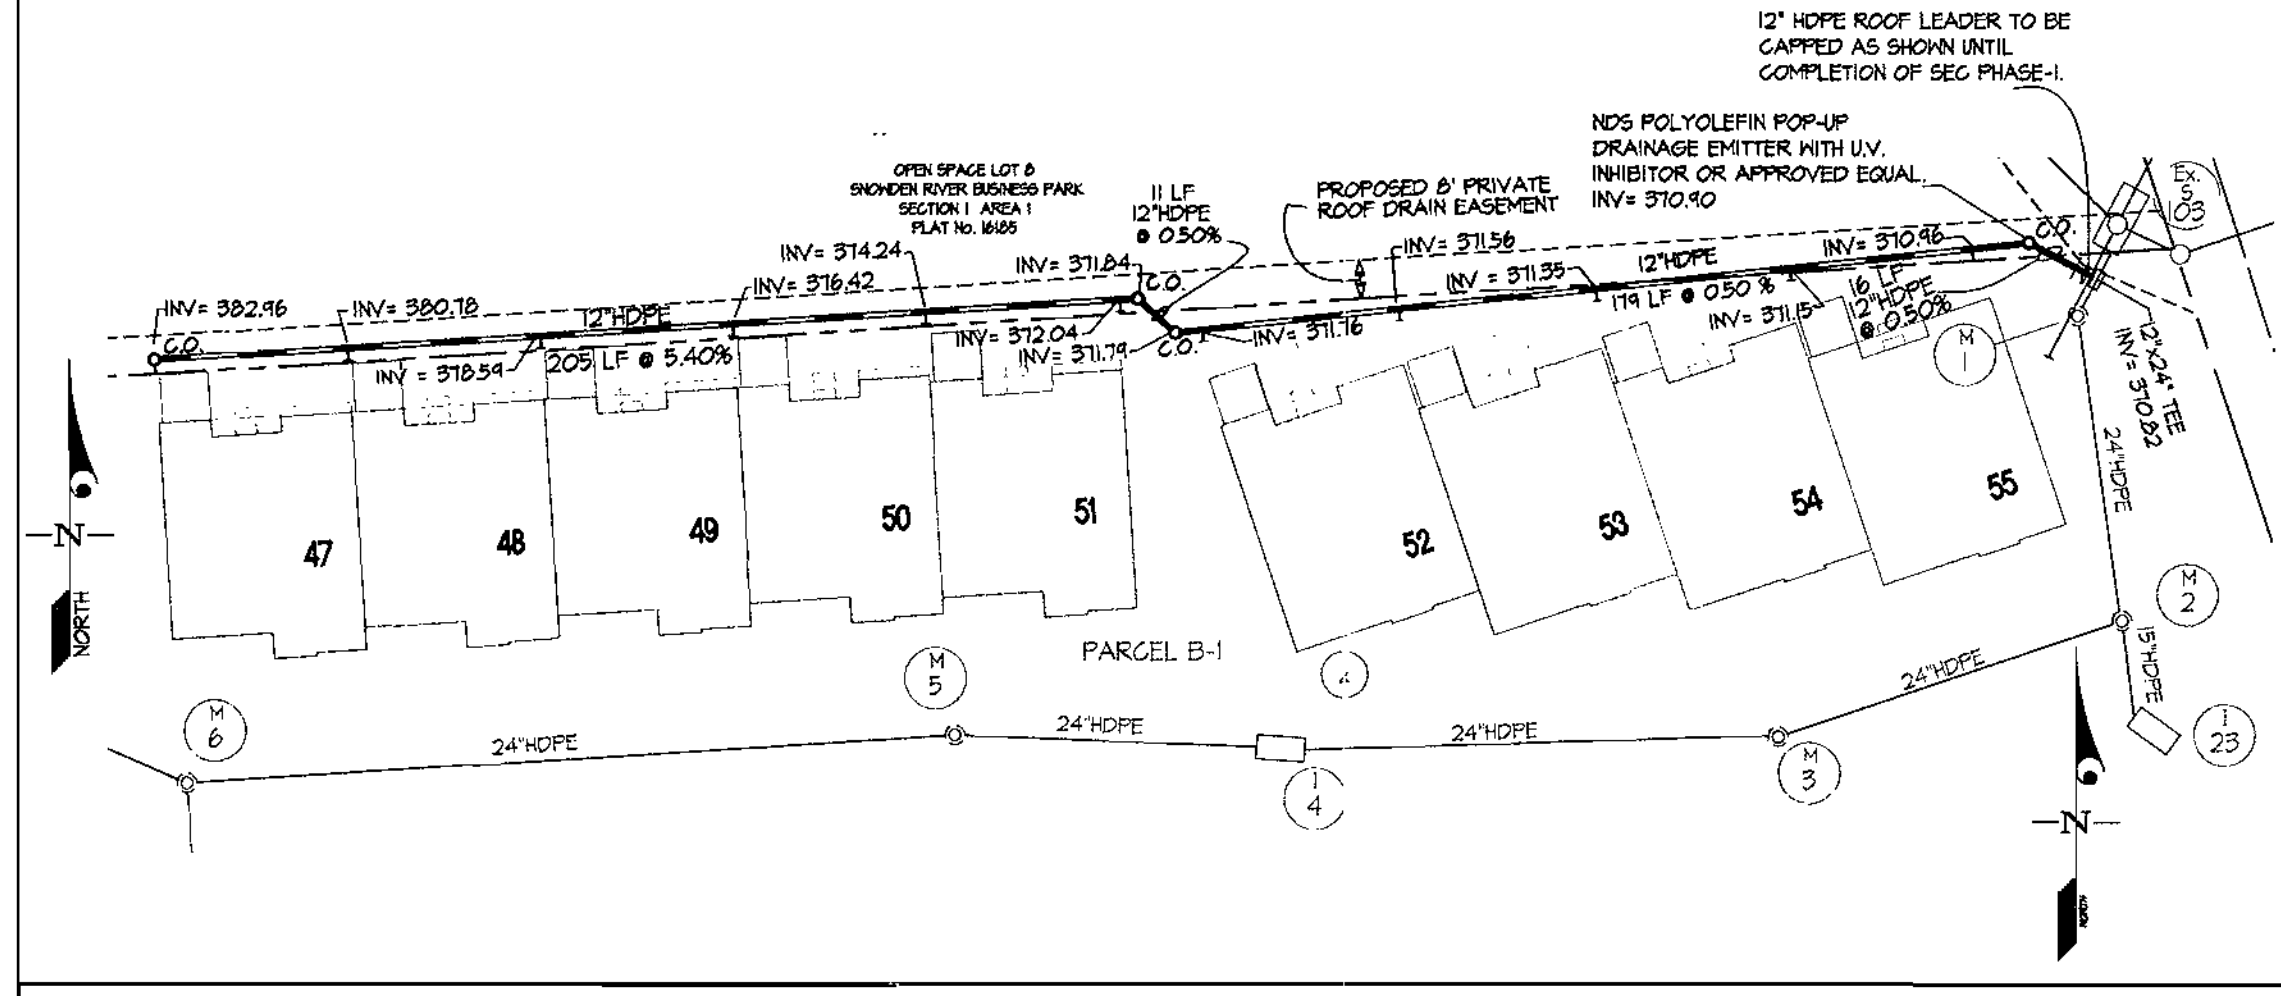 12" HDPE ROOF LEADER TO BE
CAPPED AS SHOWN UNTIL
COMPLETION OF SEC PHASE-1.
NDS POLYOLEFIN POP-UP
DRAINAGE EMITTER WITH U.V.
INHIBITOR OR APPROVED EQUAL.
INV= 370.90
OPEN SPACE LOT 8
SNOWDEN RIVER BUSINESS PARK
SECTION 1 AREA 1
PLAT No. 16185
11 LF
12"HDPE
@ 0.50%
PROPOSED 8' PRIVATE
ROOF DRAIN EASEMENT
Ex.
S
103
INV= 382.96
C.O.
INV= 380.78
INV = 378.59
12"HDPE
205 LF @ 5.40%
INV= 376.42
INV= 374.24
INV= 372.04
INV= 371.84
C.O.
INV= 371.79
C.O.
INV= 371.76
INV= 371.56
INV = 371.35
12"HDPE
179 LF @ 0.50 %
INV= 371.15
INV= 370.96
C.O.
16 LF
12"HDPE
@ 0.50%
12"x24" TEE
INV= 370.82
M
1
24"HDPE
47
48
49
50
51
52
53
54
55
N
NORTH
PARCEL B-1
M
2
15"HDPE
M
6
24"HDPE
M
5
24"HDPE
I
4
24"HDPE
M
3
24"HDPE
I
23
N